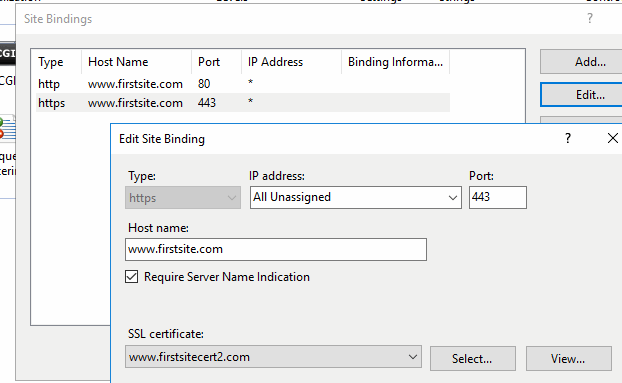 Site Bindings ?
Type Host Name Port IP Address Binding Informa...
http www.firstsite.com 80 *
https www.firstsite.com 443 *
Add...
Edit...
Edit Site Binding ?
Type: IP address: Port:
https All Unassigned 443
Host name:
www.firstsite.com
Require Server Name Indication
SSL certificate:
www.firstsitecert2.com Select... View...